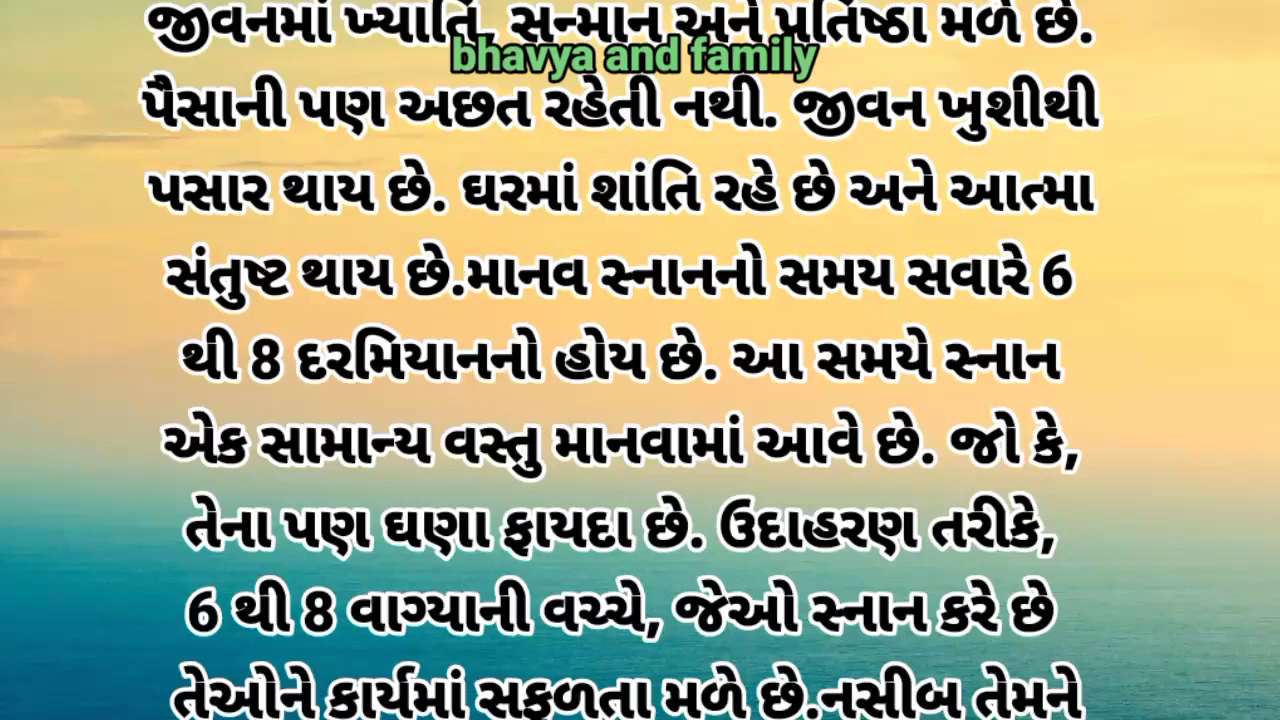 જીવનમાં ખ્યાતિ, સન્માન અને પ્રતિષ્ઠા મળે છે.
bhavya and family
પૈસાની પણ અછત રહેતી નથી. જીવન ખુશીથી
પસાર થાય છે. ઘરમાં શાંતિ રહે છે અને આત્મા
સંતુષ્ટ થાય છે.માનવ સ્નાનનો સમય સવારે 6
થી 8 દરમિયાનનો હોય છે. આ સમયે સ્નાન
એક સામાન્ય વસ્તુ માનવામાં આવે છે. જો કે,
તેના પણ ઘણા ફાયદા છે. ઉદાહરણ તરીકે,
6 થી 8 વાગ્યાની વચ્ચે, જેઓ સ્નાન કરે છે
તેઓને કાર્યમાં સફળતા મળે છે.નસીબ તેમને